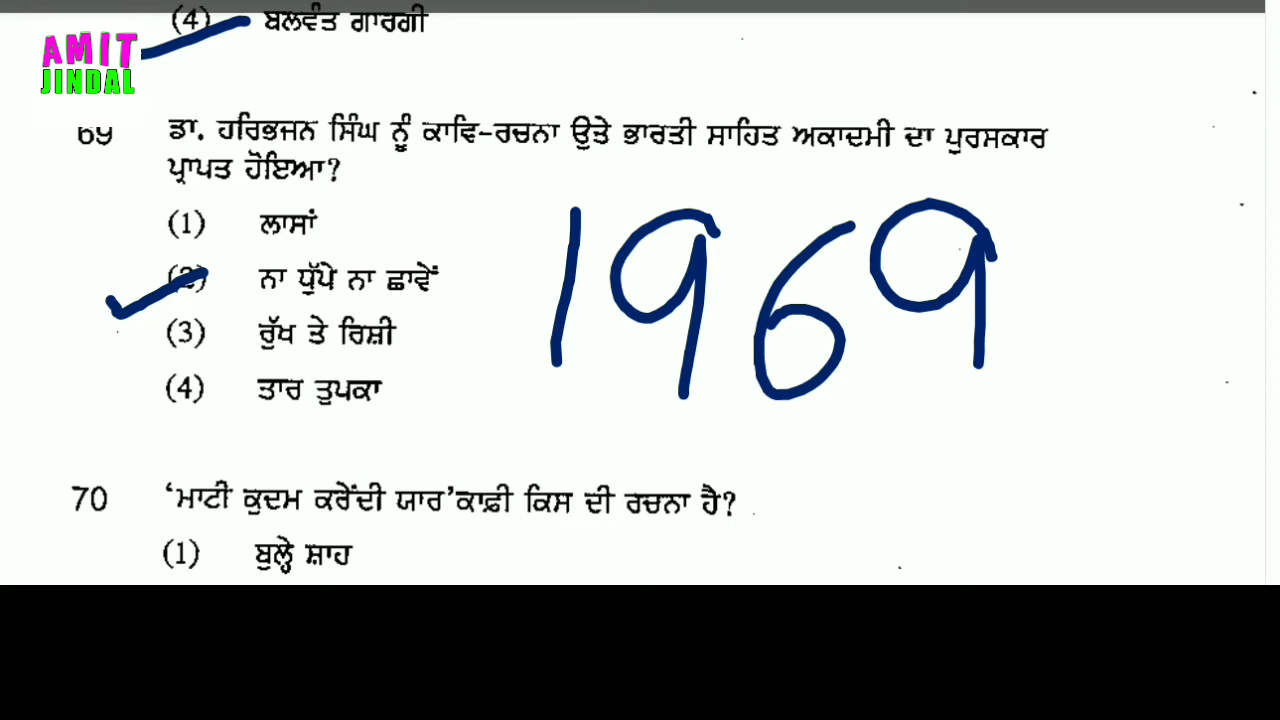 (4) ਬਲਵੰਤ ਗਾਰਗੀ
AMIT
JINDAL
69 ਡਾ. ਹਰਿਭਜਨ ਸਿੰਘ ਨੂੰ ਕਾਵਿ-ਰਚਨਾ ਉਤੇ ਭਾਰਤੀ ਸਾਹਿਤ ਅਕਾਦਮੀ ਦਾ ਪੁਰਸਕਾਰ
ਪ੍ਰਾਪਤ ਹੋਇਆ?
(1) ਲਾਸਾਂ
(2) ਨਾ ਧੁੱਪੇ ਨਾ ਛਾਵੇਂ
(3) ਰੁੱਖ ਤੇ ਰਿਸ਼ੀ
(4) ਤਾਰ ਤੁਪਕਾ
1969
70 ‘ਮਾਟੀ ਕੁਦਮ ਕਰੇਂਦੀ ਯਾਰ’ਕਾਫ਼ੀ ਕਿਸ ਦੀ ਰਚਨਾ ਹੈ?
(1) ਬੁਲ੍ਹੇ ਸ਼ਾਹ